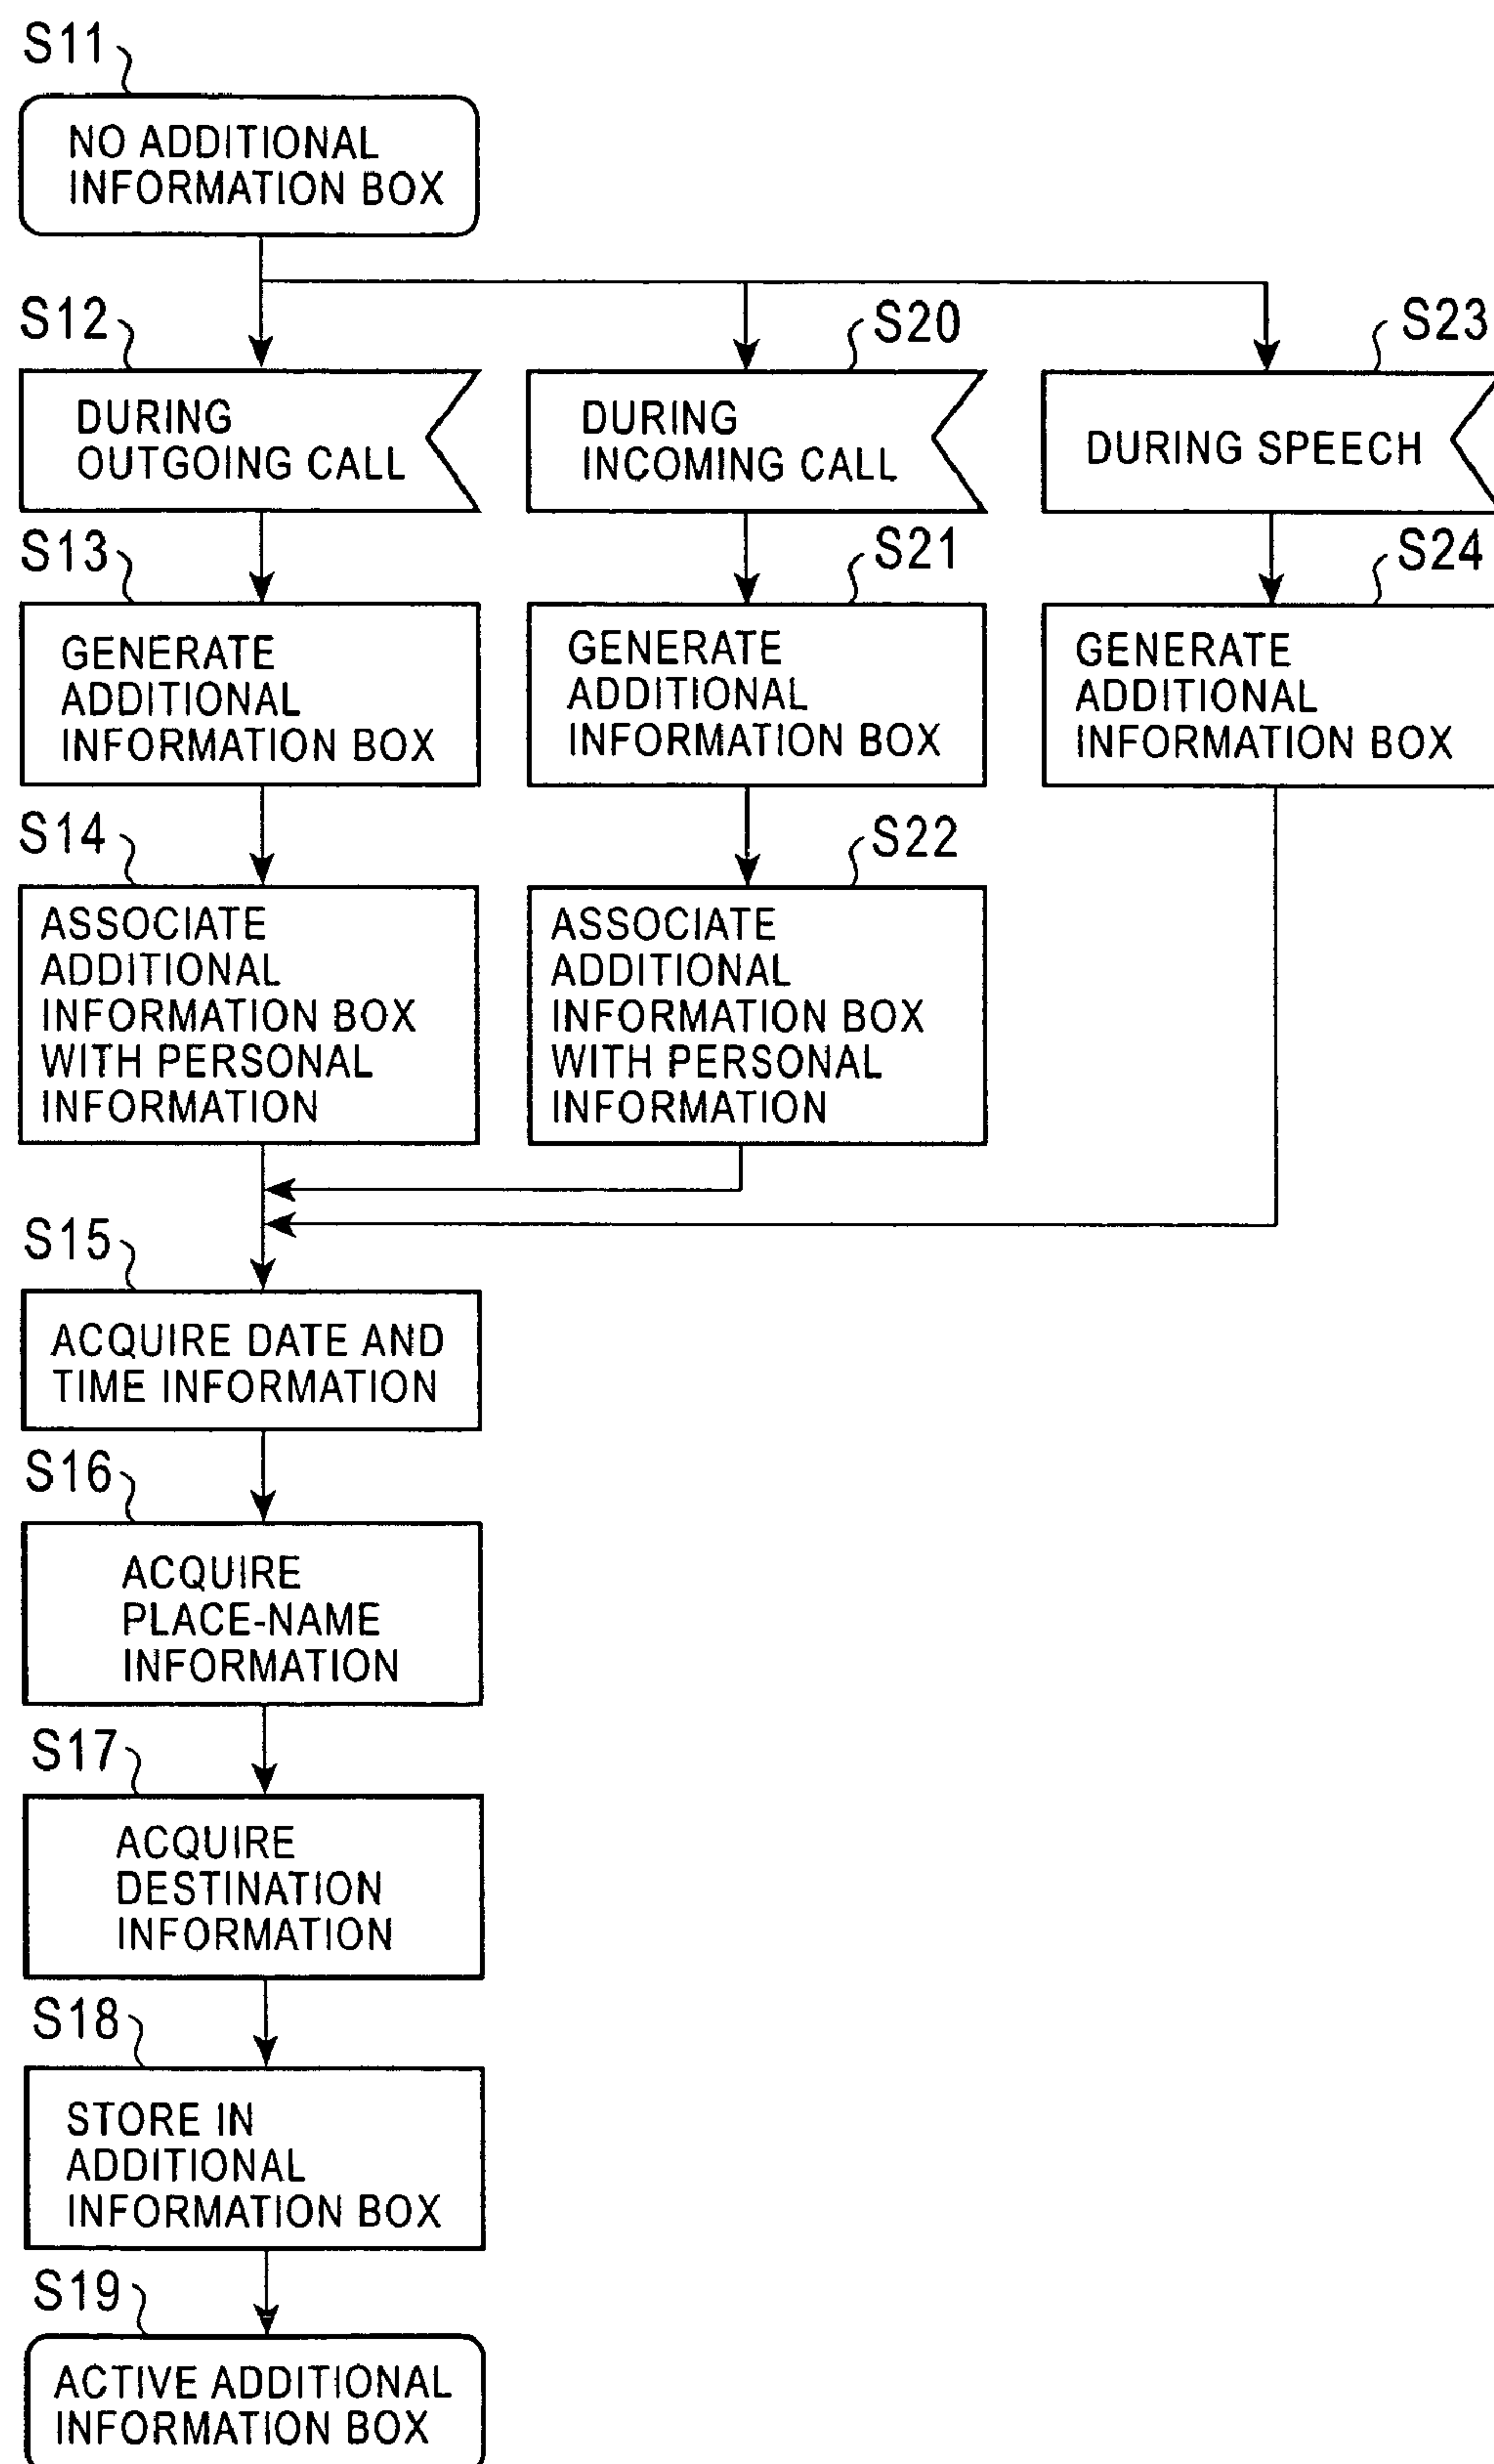 S11
NO ADDITIONAL
INFORMATION BOX
S12
DURING
OUTGOING CALL
S20
DURING
INCOMING CALL
S23
DURING SPEECH
S13
GENERATE
ADDITIONAL
INFORMATION BOX
S21
GENERATE
ADDITIONAL
INFORMATION BOX
S24
GENERATE
ADDITIONAL
INFORMATION BOX
S14
ASSOCIATE
ADDITIONAL
INFORMATION BOX
WITH PERSONAL
INFORMATION
S22
ASSOCIATE
ADDITIONAL
INFORMATION BOX
WITH PERSONAL
INFORMATION
S15
ACQUIRE DATE AND
TIME INFORMATION
S16
ACQUIRE
PLACE-NAME
INFORMATION
S17
ACQUIRE
DESTINATION
INFORMATION
S18
STORE IN
ADDITIONAL
INFORMATION BOX
S19
ACTIVE ADDITIONAL
INFORMATION BOX